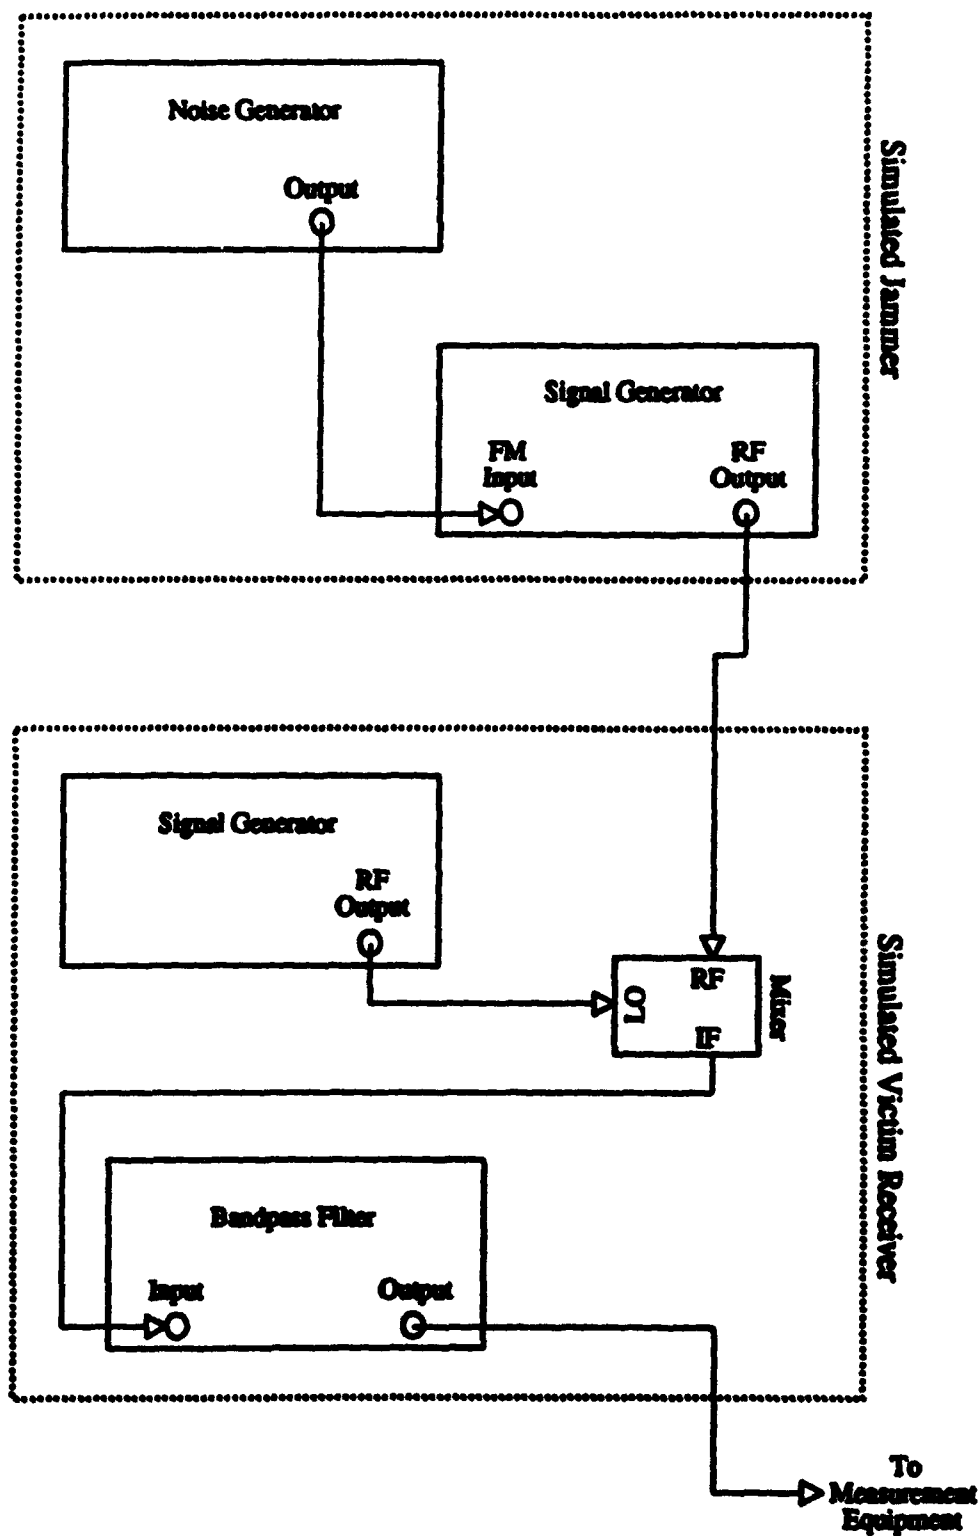 Noise Generator
Output
Simulated Jammer
Signal Generator
FM
Input
RF
Output
Signal Generator
RF
Output
RF
LO
IF
Mixer
Simulated Victim Receiver
Bandpass Filter
Input
Output
To
Measurement
Equipment